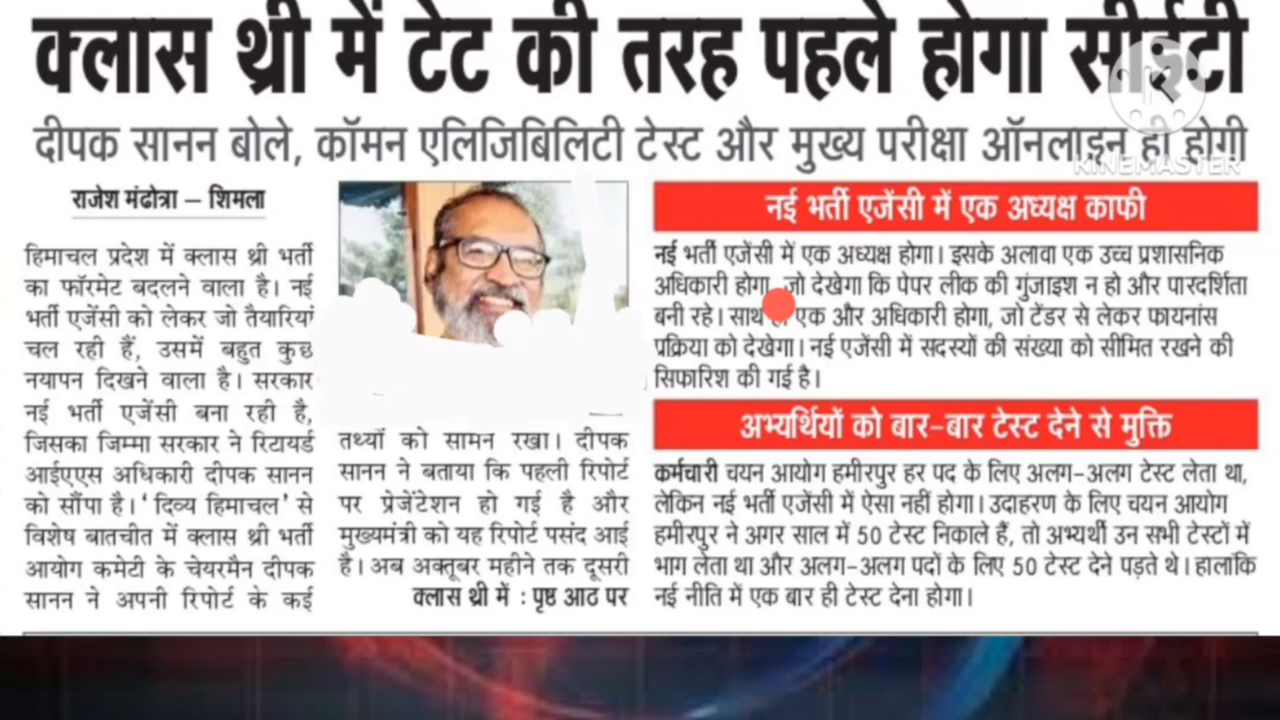 क्लास थ्री में टेट की तरह पहले होगा सीईटी
दीपक सानन बोले, कॉमन एलिजिबिलिटी टेस्ट और मुख्य परीक्षा ऑनलाइन ही होगी
KINEMASTER
राजेश मंढोत्रा – शिमला
हिमाचल प्रदेश में क्लास थ्री भर्ती
का फॉरमेट बदलने वाला है। नई
भर्ती एजेंसी को लेकर जो तैयारियां
चल रही हैं, उसमें बहुत कुछ
नयापन दिखने वाला है। सरकार
नई भर्ती एजेंसी बना रही है,
जिसका जिम्मा सरकार ने रिटायर्ड
आईएएस अधिकारी दीपक सानन
को सौंपा है। ‘दिव्य हिमाचल’ से
विशेष बातचीत में क्लास थ्री भर्ती
आयोग कमेटी के चेयरमैन दीपक
सानन ने अपनी रिपोर्ट के कई
तथ्यों को सामन रखा। दीपक
सानन ने बताया कि पहली रिपोर्ट
पर प्रेजेंटेशन हो गई है और
मुख्यमंत्री को यह रिपोर्ट पसंद आई
है। अब अक्तूबर महीने तक दूसरी
क्लास थ्री में : पृष्ठ आठ पर
नई भर्ती एजेंसी में एक अध्यक्ष काफी
नई भर्ती एजेंसी में एक अध्यक्ष होगा। इसके अलावा एक उच्च प्रशासनिक
अधिकारी होगा, जो देखेगा कि पेपर लीक की गुंजाइश न हो और पारदर्शिता
बनी रहे। साथ एक और अधिकारी होगा, जो टेंडर से लेकर फायनांस
प्रक्रिया को देखेगा। नई एजेंसी में सदस्यों की संख्या को सीमित रखने की
सिफारिश की गई है।
अभ्यर्थियों को बार-बार टेस्ट देने से मुक्ति
कर्मचारी चयन आयोग हमीरपुर हर पद के लिए अलग-अलग टेस्ट लेता था,
लेकिन नई भर्ती एजेंसी में ऐसा नहीं होगा। उदाहरण के लिए चयन आयोग
हमीरपुर ने अगर साल में 50 टेस्ट निकाले हैं, तो अभ्यर्थी उन सभी टेस्टों में
भाग लेता था और अलग-अलग पदों के लिए 50 टेस्ट देने पड़ते थे। हालांकि
नई नीति में एक बार ही टेस्ट देना होगा।